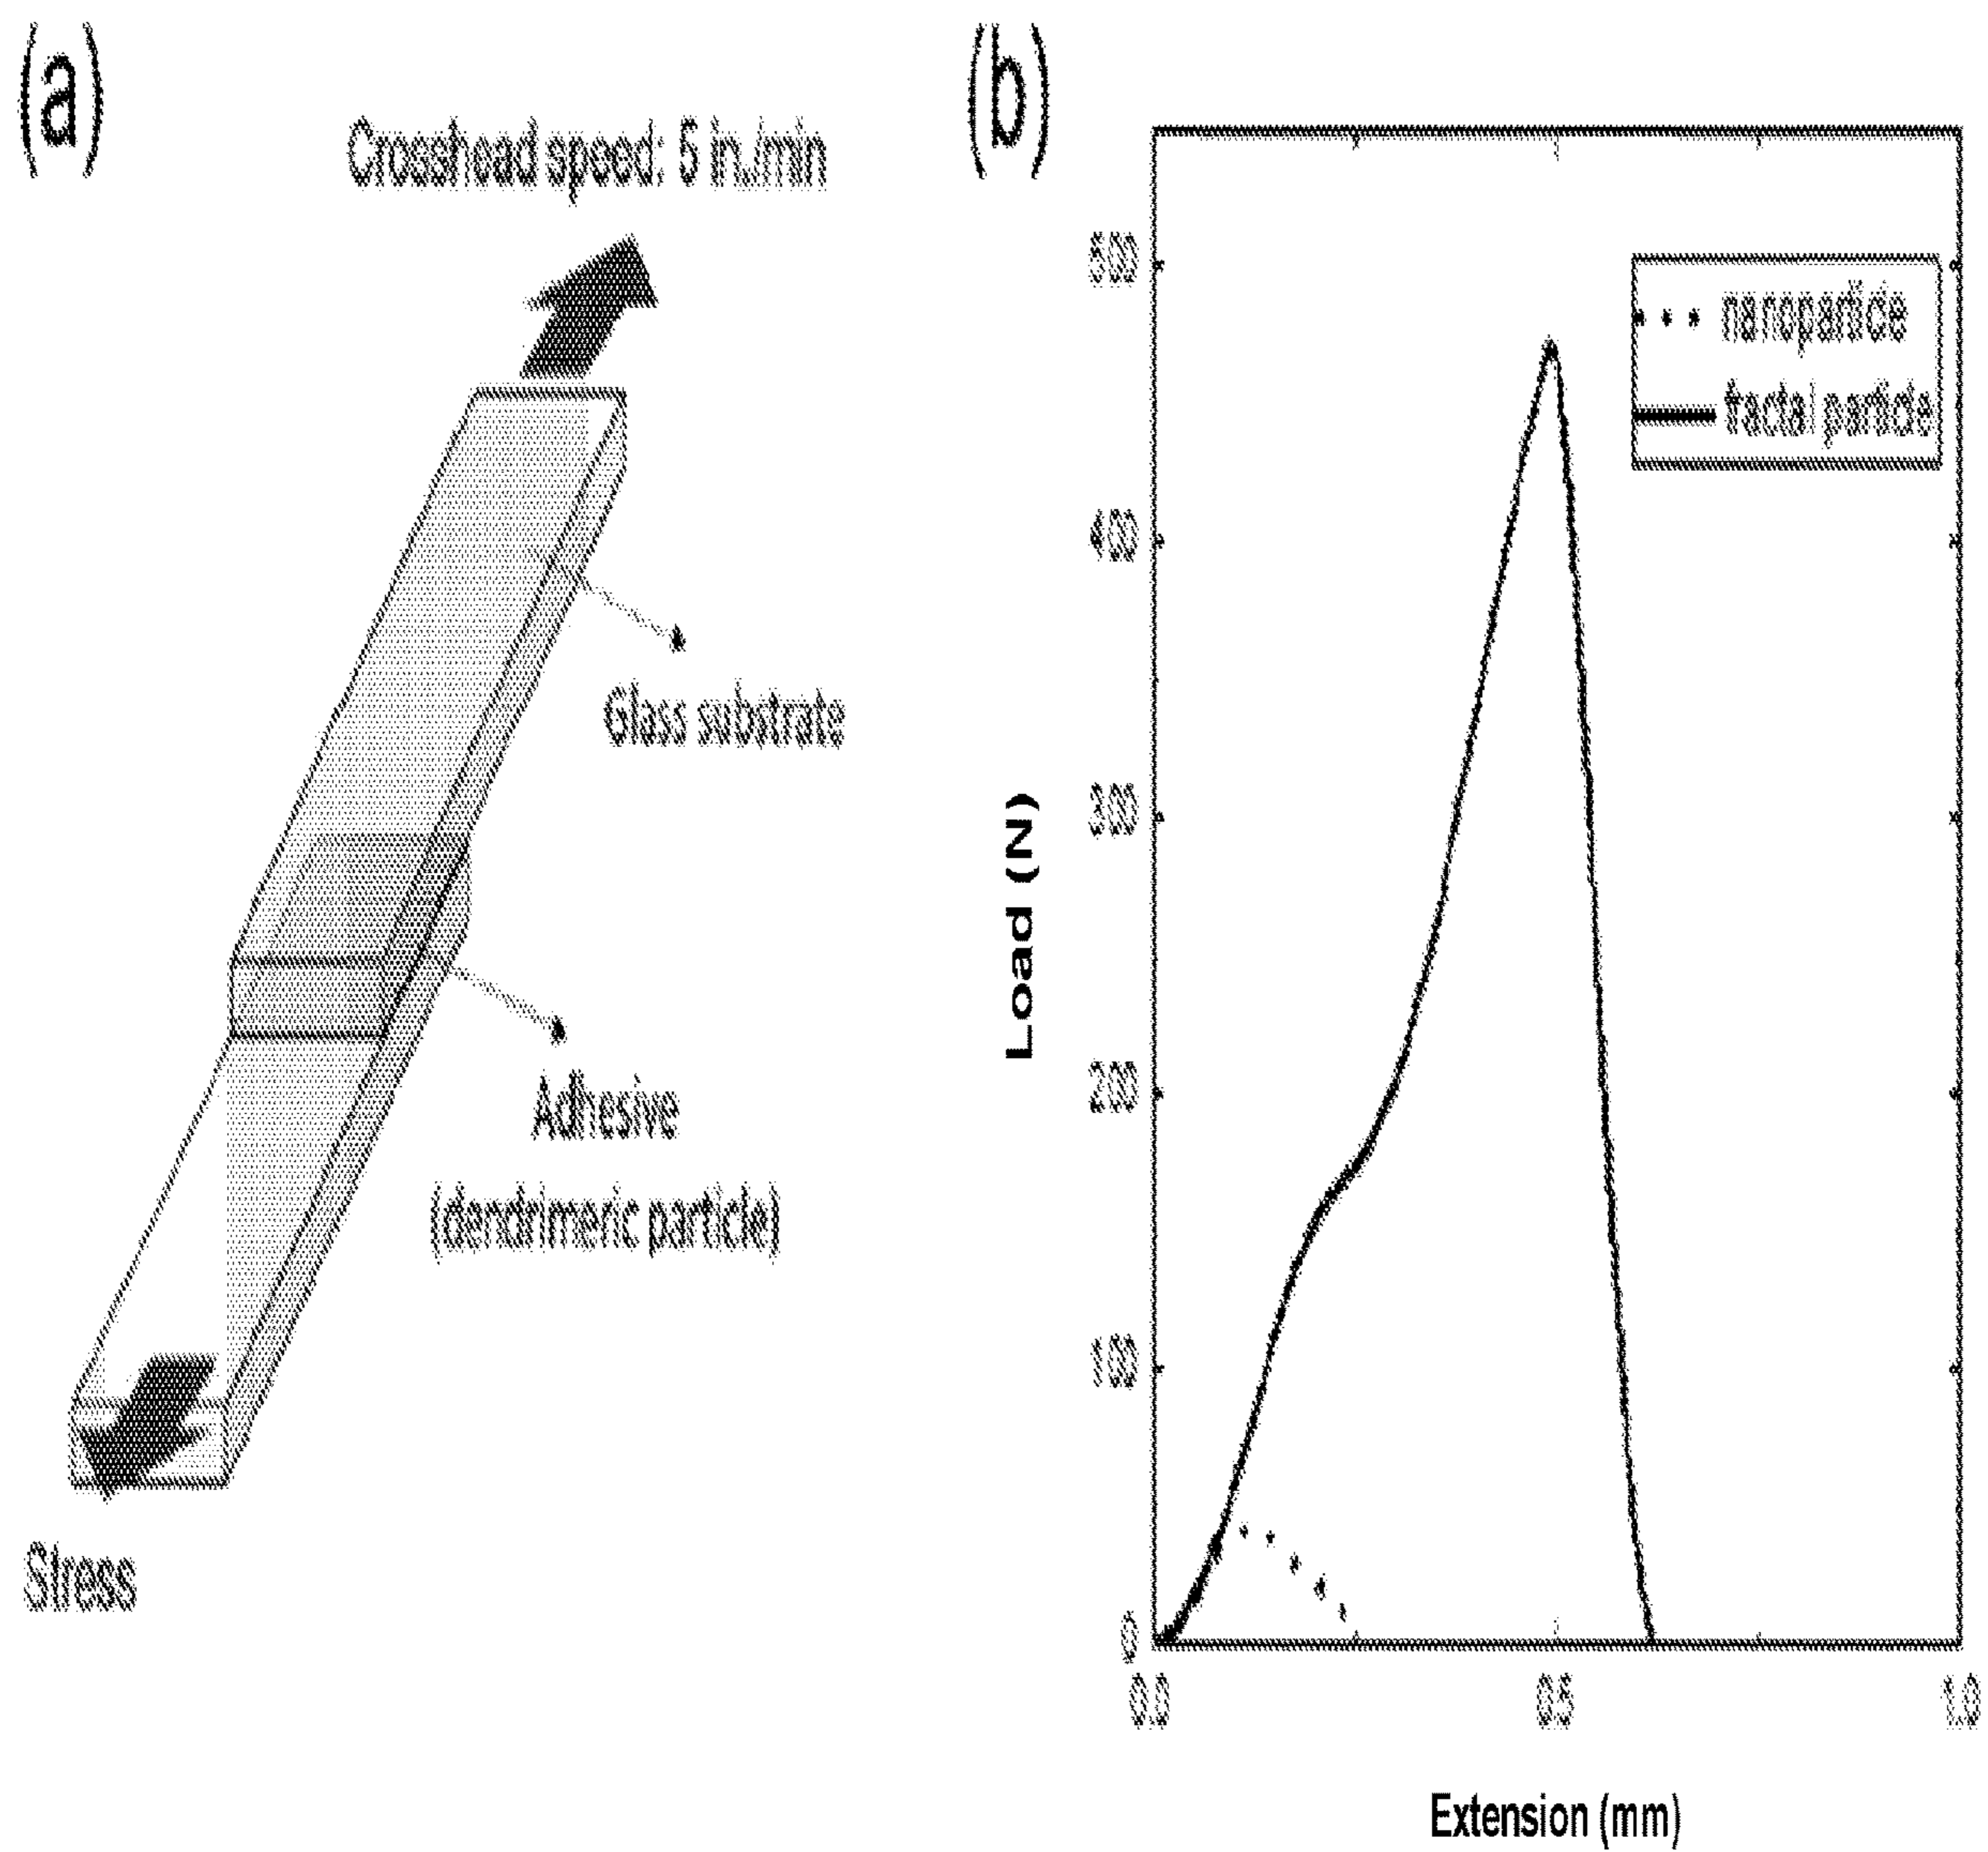 (a)
Crosshead speed: 5 in./min
Glass substrate
Adhesive
(dendrimeric particle)
Stress
(b)
500
400
300
200
100
0
Load (N)
nanoparticle
fractal particle
0.0 0.5 1.0
Extension (mm)